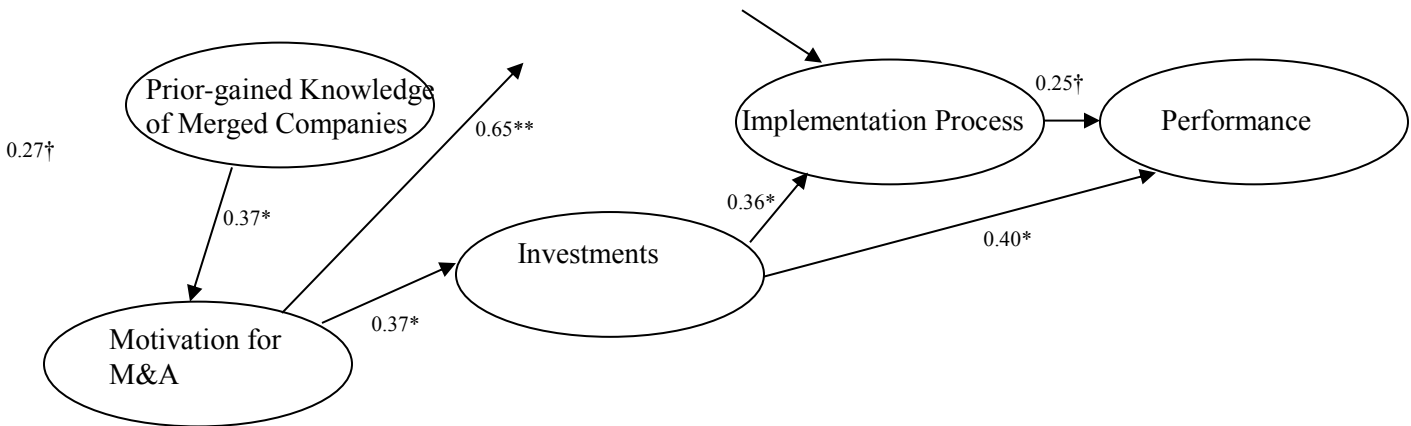 Prior-gained Knowledge
of Merged Companies
0.27†
0.37*
0.65**
Motivation for
M&A
0.37*
Investments
0.36*
Implementation Process
0.25†
0.40*
Performance